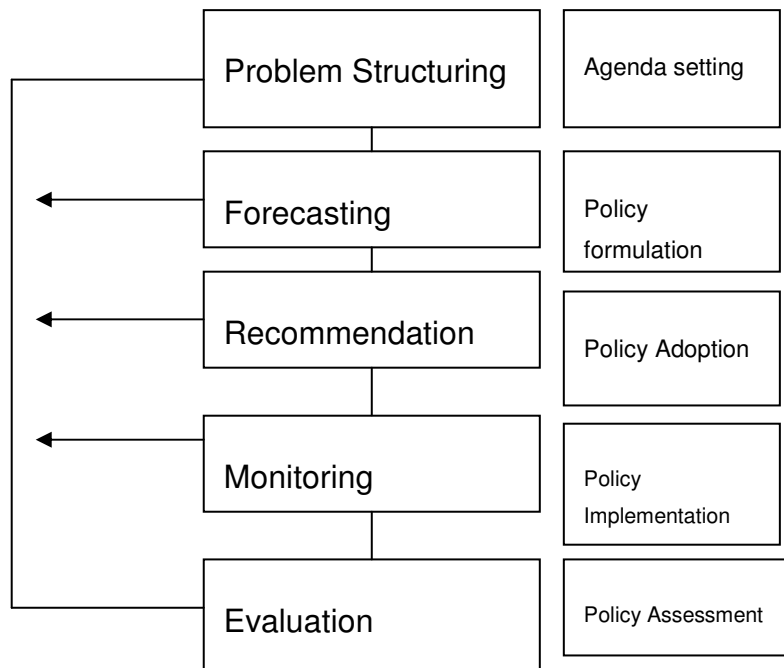 Problem Structuring
Agenda setting
Forecasting
Policy
formulation
Recommendation
Policy Adoption
Monitoring
Policy
Implementation
Evaluation
Policy Assessment